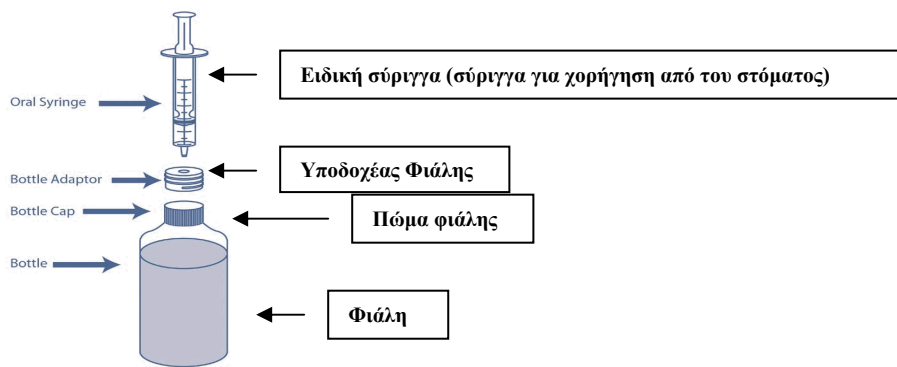 Ειδική σύριγγα (σύριγγα για χορήγηση από του στόματος)
Oral Syringe
Υποδοχέας Φιάλης
Bottle Adaptor
Bottle Cap
Πώμα φιάλης
Bottle
Φιάλη